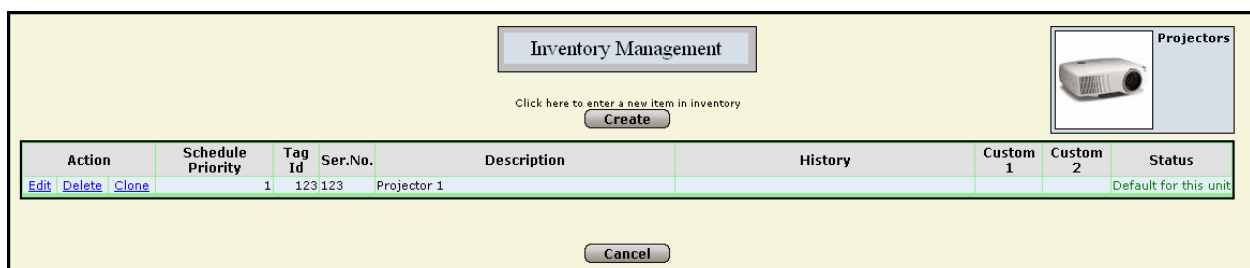 Inventory Management
Projectors
Click here to enter a new item in inventory
Create
Action Schedule Priority Tag Id Ser.No. Description History Custom 1 Custom 2 Status
Edit Delete Clone 1 123 123 Projector 1 Default for this unit
Cancel